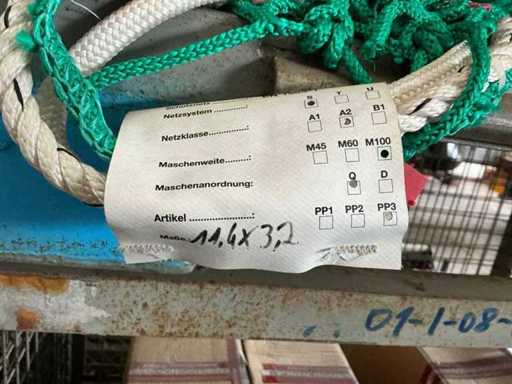 S T U
Netzsystem ........: A1 A2 B1
Netzklasse........:
Maschenweite........: M45 M60 M100
Maschenanordnung: Q D
Artikel ....................: PP1 PP2 PP3
Maße 11,4 x 3,2
01-1-08-